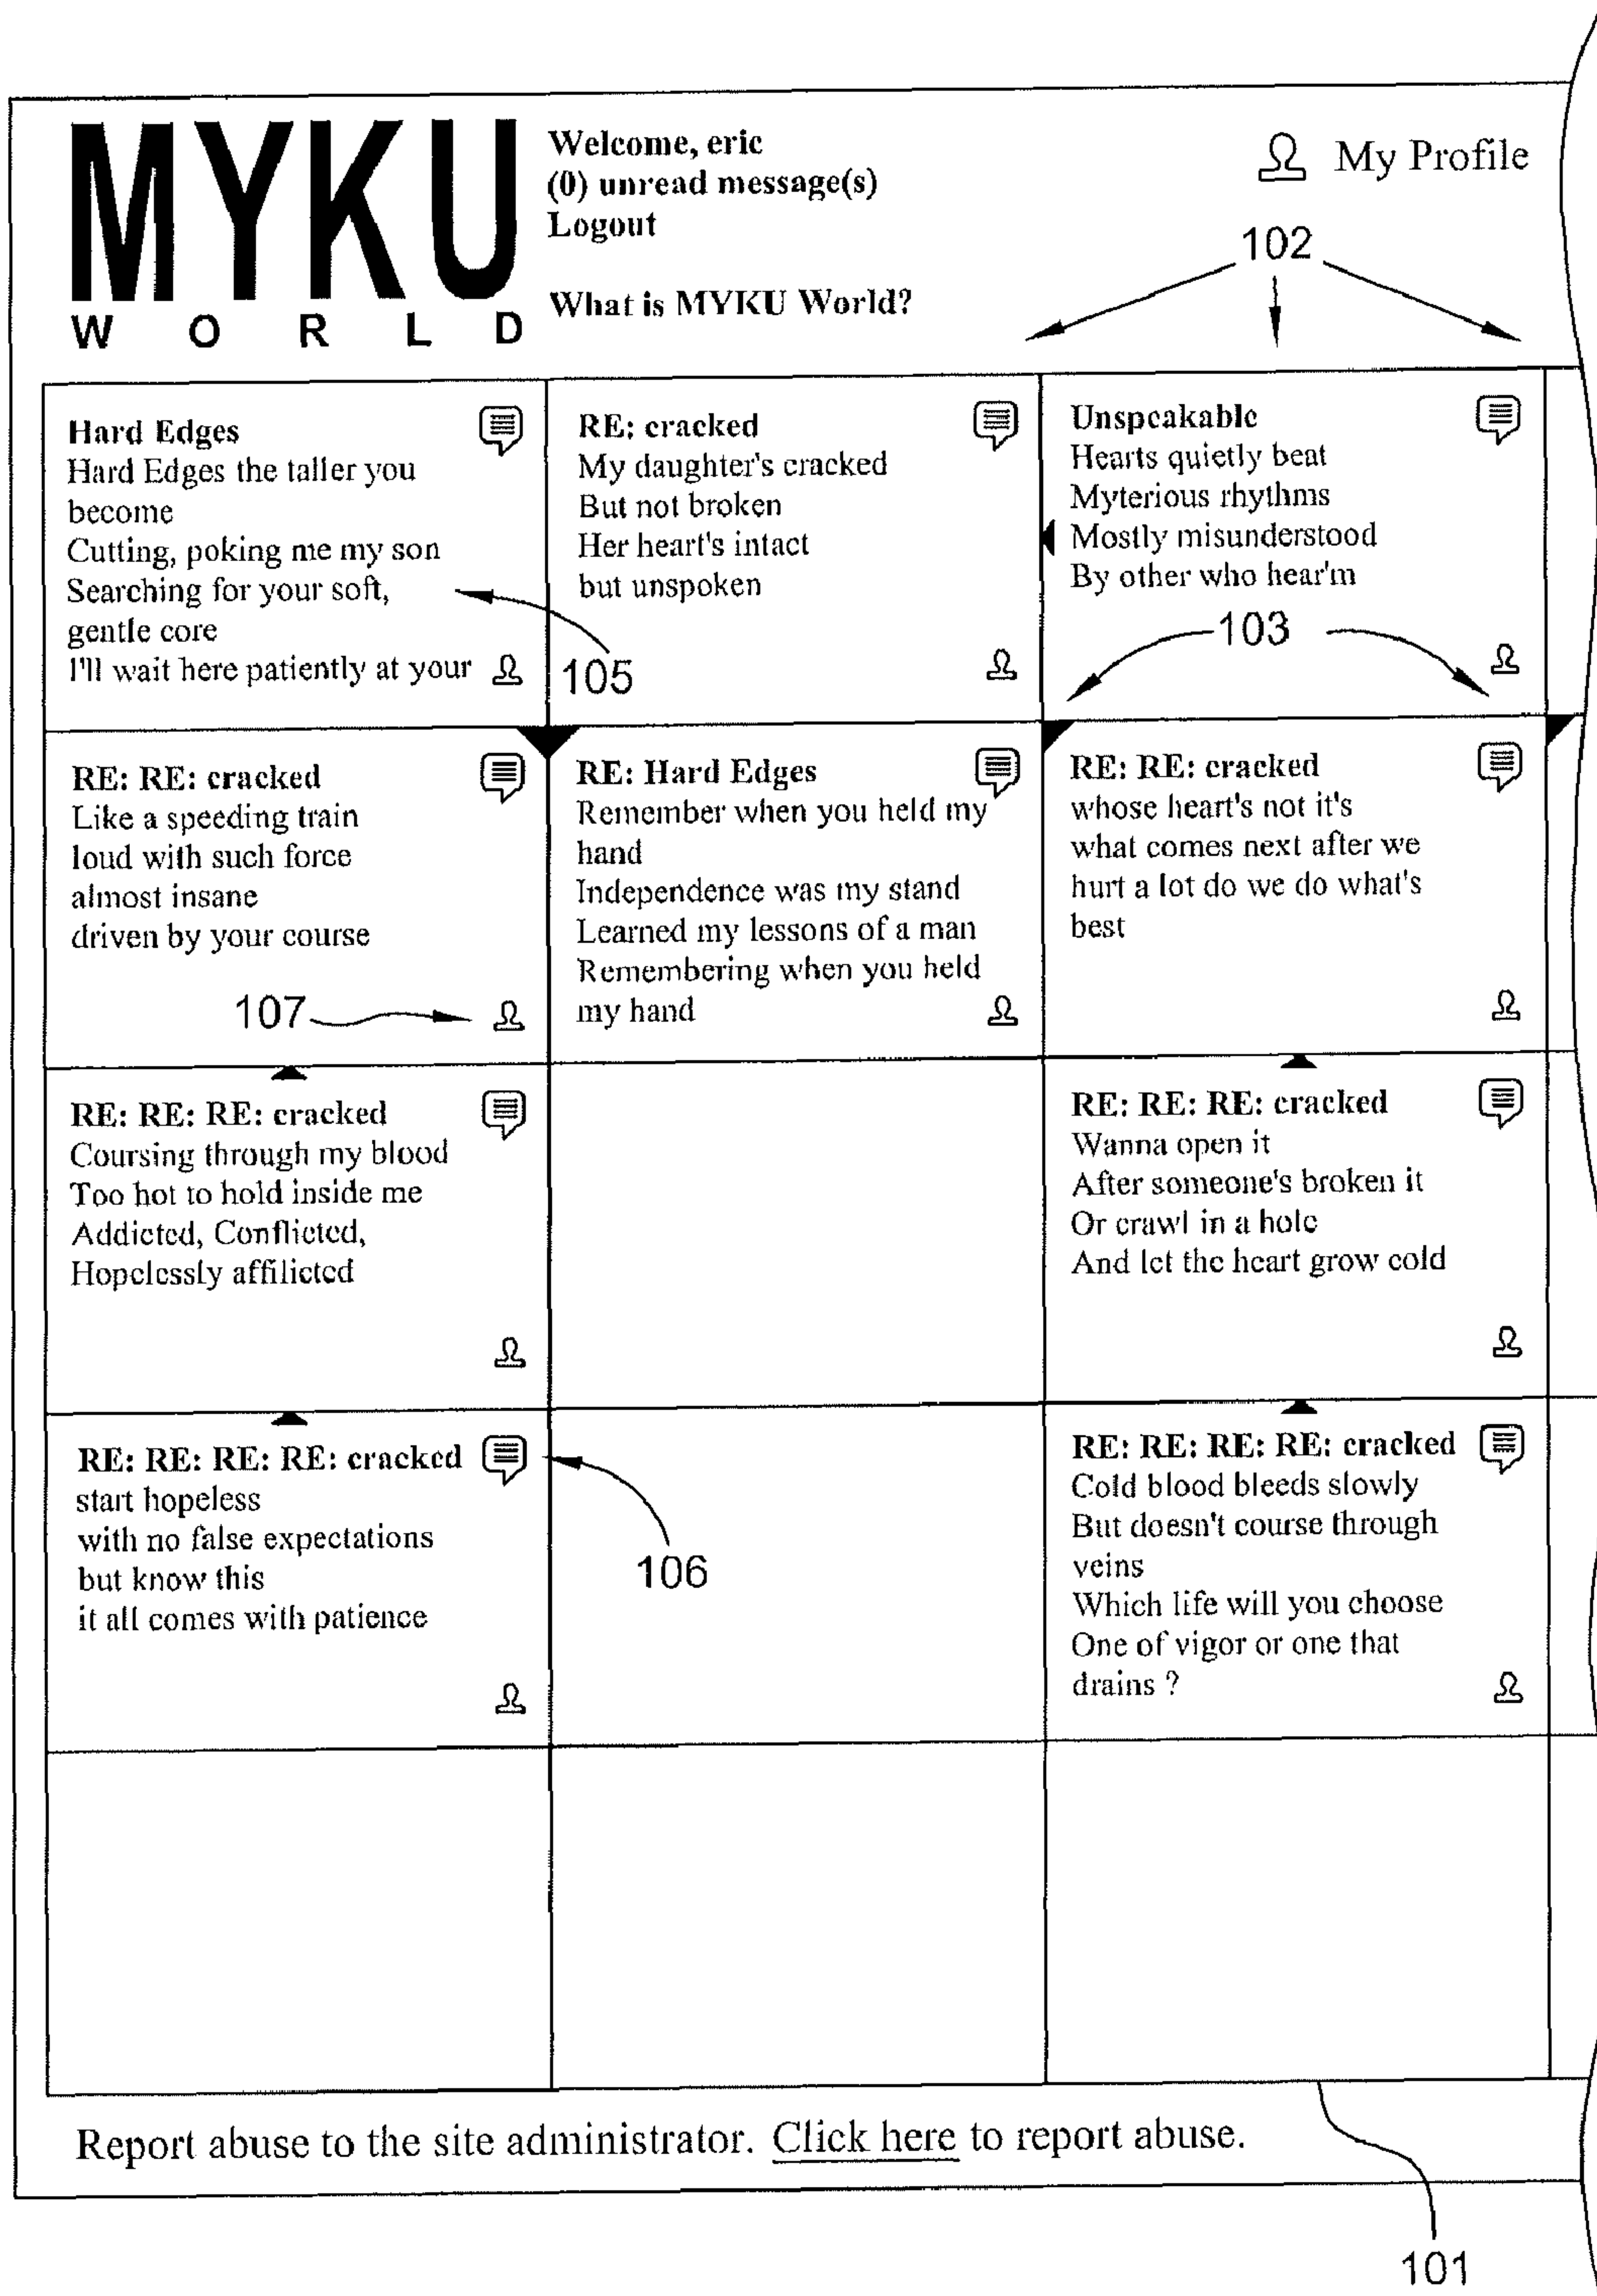 MYKU
WORLD
Welcome, eric
(0) unread message(s)
Logout
What is MYKU World?
My Profile
102
Hard Edges
Hard Edges the taller you
become
Cutting, poking me my son
Searching for your soft,
gentle core
I'll wait here patiently at your
105
RE: cracked
My daughter's cracked
But not broken
Her heart's intact
but unspoken
Unspeakable
Hearts quietly beat
Myterious rhythms
Mostly misunderstood
By other who hear'm
103
RE: RE: cracked
Like a speeding train
loud with such force
almost insane
driven by your course
107
RE: Hard Edges
Remember when you held my
hand
Independence was my stand
Learned my lessons of a man
Remembering when you held
my hand
RE: RE: cracked
whose heart's not it's
what comes next after we
hurt a lot do we do what's
best
RE: RE: RE: cracked
Coursing through my blood
Too hot to hold inside me
Addicted, Conflicted,
Hopelessly affilicted
RE: RE: RE: cracked
Wanna open it
After someone's broken it
Or crawl in a hole
And let the heart grow cold
RE: RE: RE: RE: cracked
start hopeless
with no false expectations
but know this
it all comes with patience
106
RE: RE: RE: RE: cracked
Cold blood bleeds slowly
But doesn't course through
veins
Which life will you choose
One of vigor or one that
drains ?
Report abuse to the site administrator. Click here to report abuse.
101